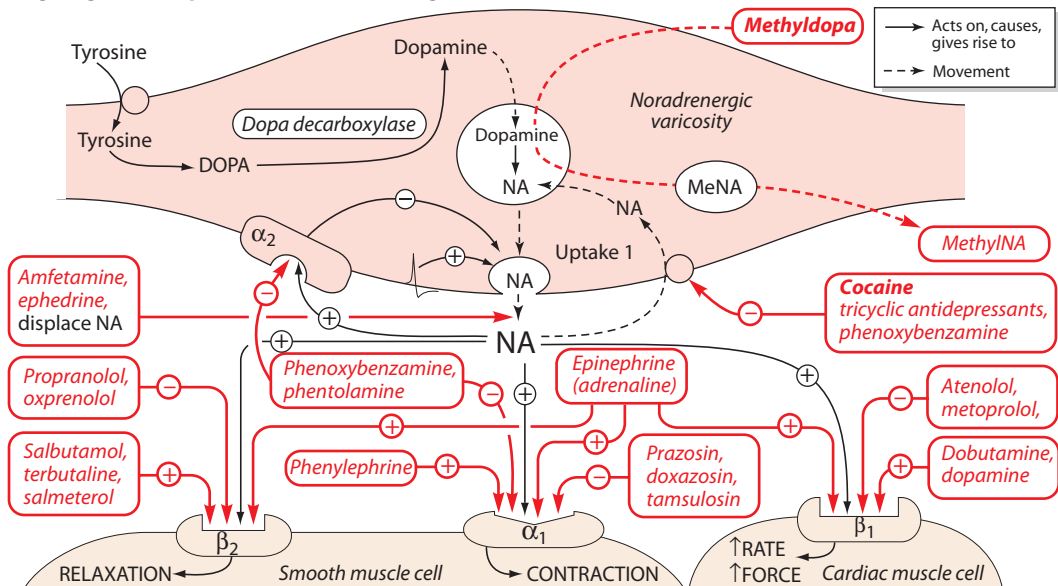 Methyldopa
Acts on, causes,
gives rise to
Movement
Tyrosine
Dopamine
Noradrenergic
varicosity
Dopa decarboxylase
Dopamine
Tyrosine
DOPA
NA
MeNA
NA
α2
−
Uptake 1
MethylNA
+
NA
Amfetamine,
ephedrine,
displace NA
−
+
Cocaine
tricyclic antidepressants,
phenoxybenzamine
−
NA
+
Propranolol,
oxprenolol
−
Phenoxybenzamine,
phentolamine
−
+
Epinephrine
(adrenaline)
+
−
Atenolol,
metoprolol,
+
+
+
Salbutamol,
terbutaline,
salmeterol
+
Phenylephrine
+
−
Prazosin,
doxazosin,
tamsulosin
+
Dobutamine,
dopamine
β2
α1
β1
RELAXATION
Smooth muscle cell
CONTRACTION
↑RATE
↑FORCE
Cardiac muscle cell